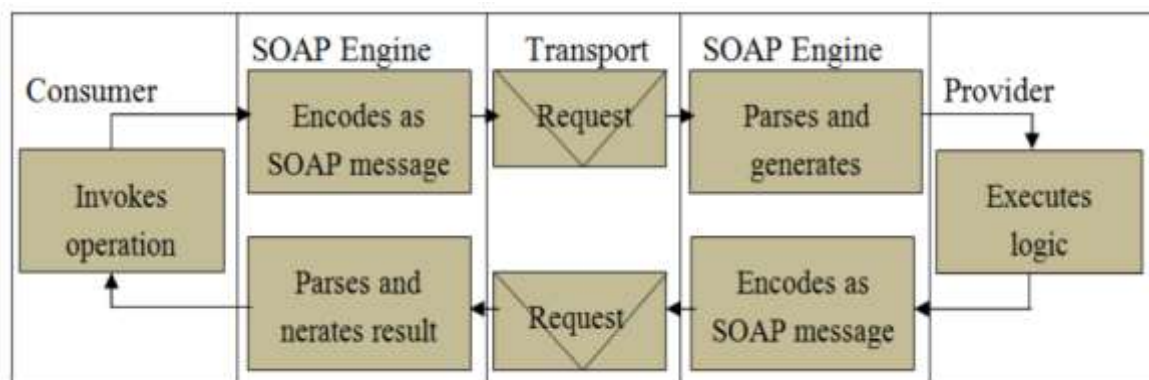 SOAP Engine
Transport
SOAP Engine
Consumer
Provider
Encodes as
SOAP message
Request
Parses and
generates
Invokes
operation
Executes
logic
Parses and
nerates result
Request
Encodes as
SOAP message